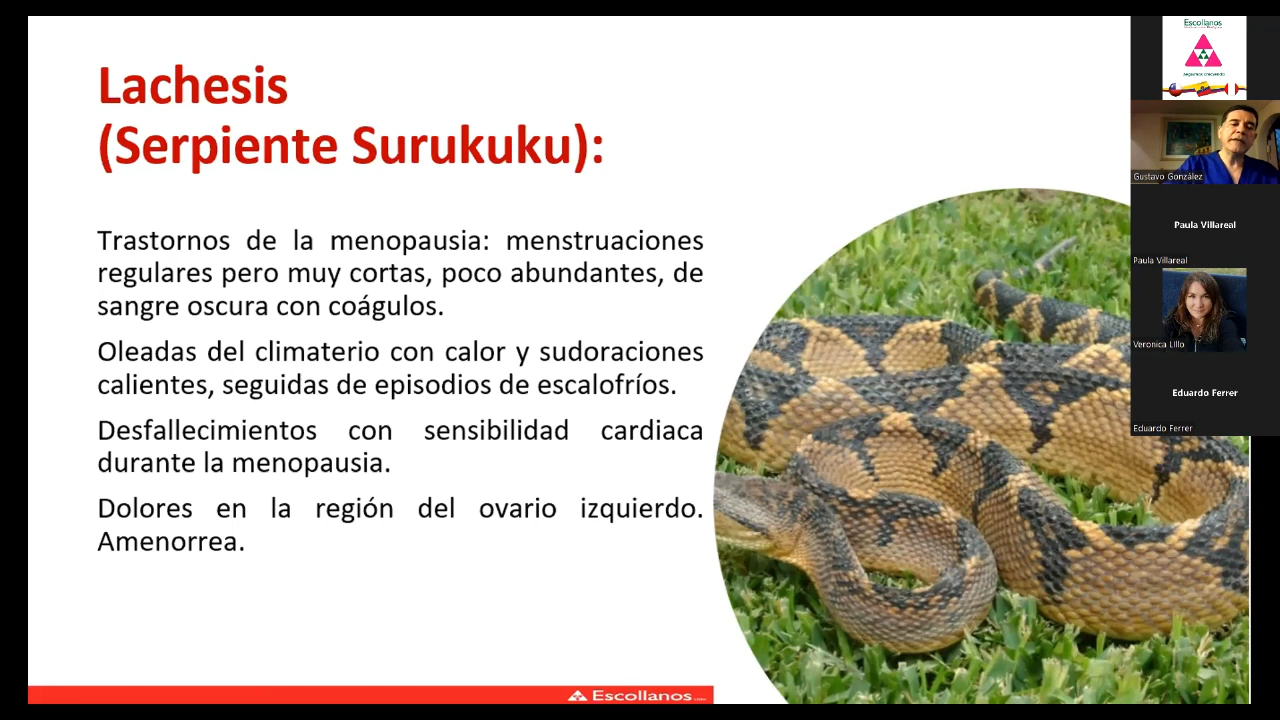 Lachesis
(Serpiente Surukuku):
Trastornos de la menopausia: menstruaciones
regulares pero muy cortas, poco abundantes, de
sangre oscura con coágulos.
Oleadas del climaterio con calor y sudoraciones
calientes, seguidas de episodios de escalofríos.
Desfallecimientos con sensibilidad cardiaca
durante la menopausia.
Dolores en la región del ovario izquierdo.
Amenorrea.
Escollanos
Escollanos
¡seguimos creciendo!
Gustavo González
Paula Villareal
Paula Villareal
Veronica LIllo
Eduardo Ferrer
Eduardo Ferrer